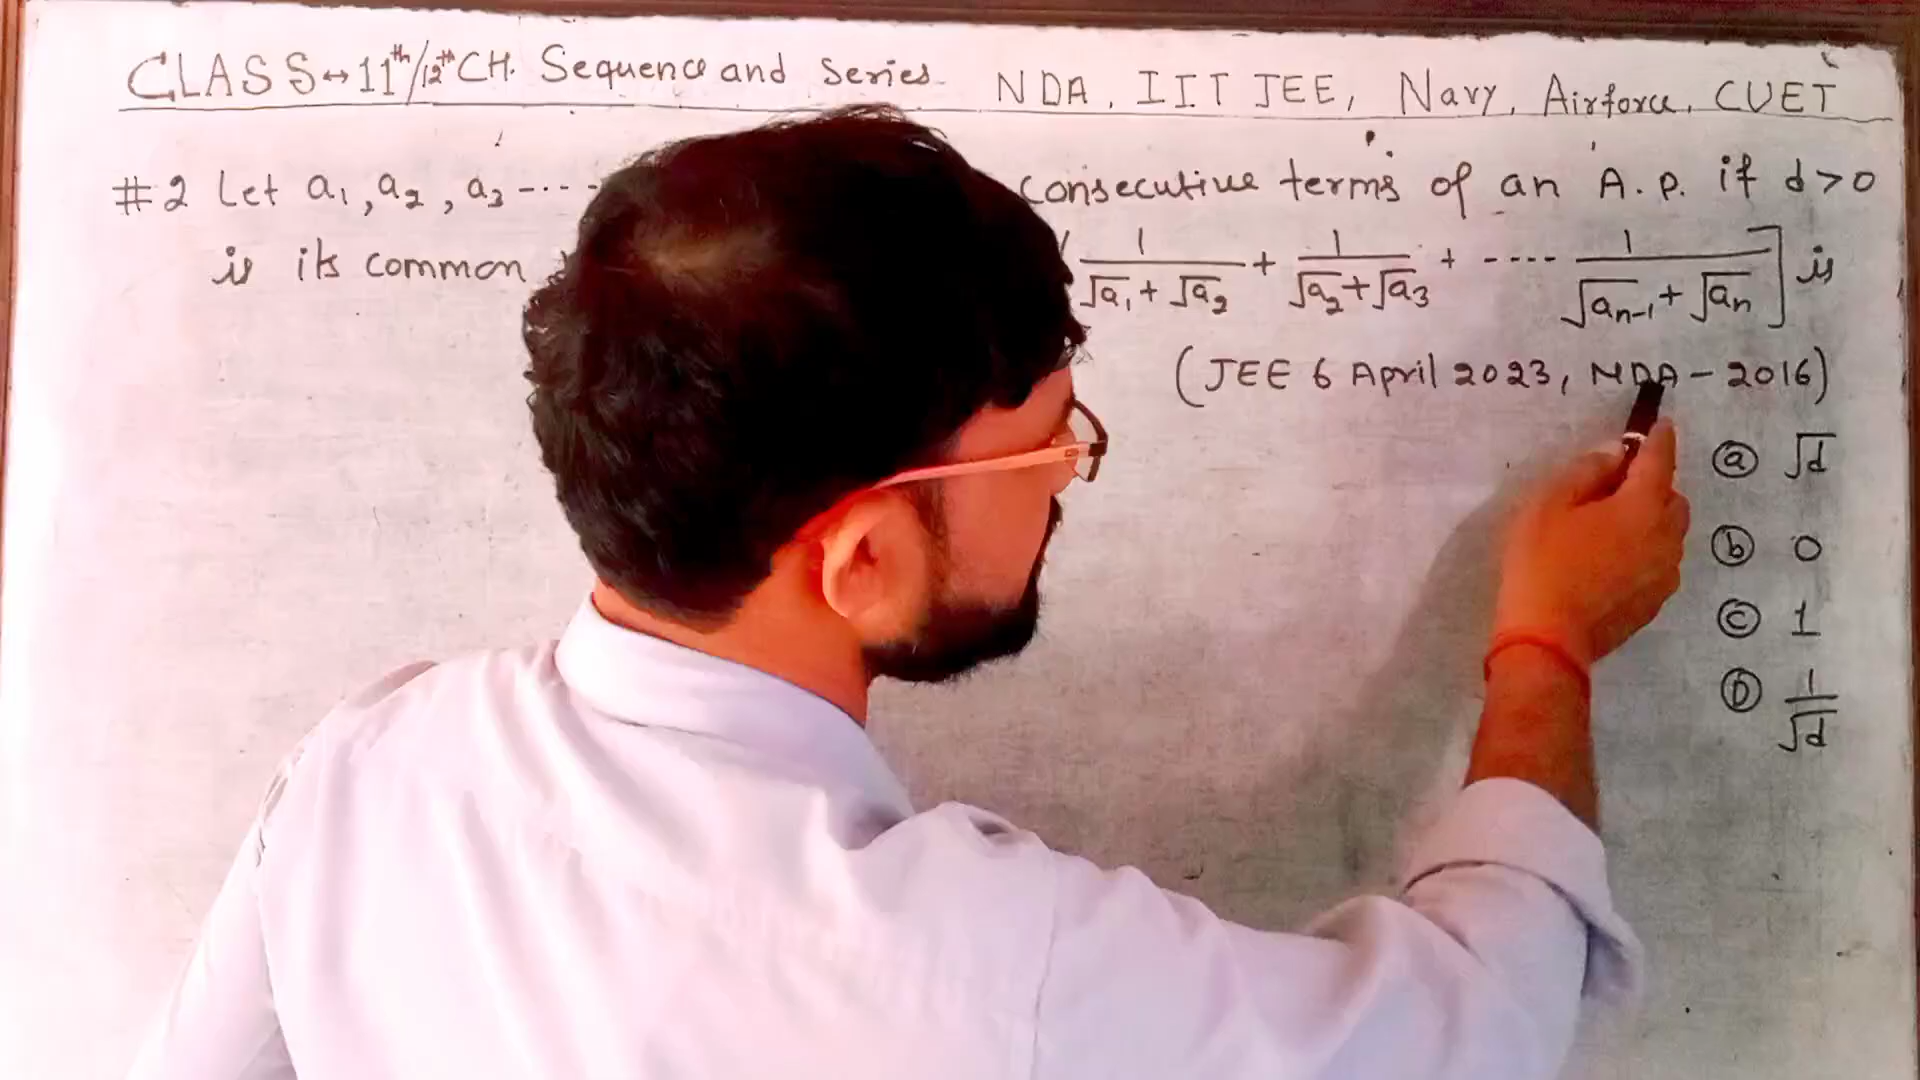 CLASS ↔ 11th/12th CH. Sequence and Series NDA, IIT JEE, Navy, Airforce, CUET
#2 Let a₁, a₂, a₃ ---- consecutive terms of an A.P. if d>0
is its common 1/(√a₁ + √a₂) + 1/(√a₂ + √a₃) + ---- 1/(√aₙ₋₁ + √aₙ) ] is
(JEE 6 April 2023, NDA - 2016)
ⓐ √d
ⓑ 0
ⓒ 1
Ⓓ 1/√d